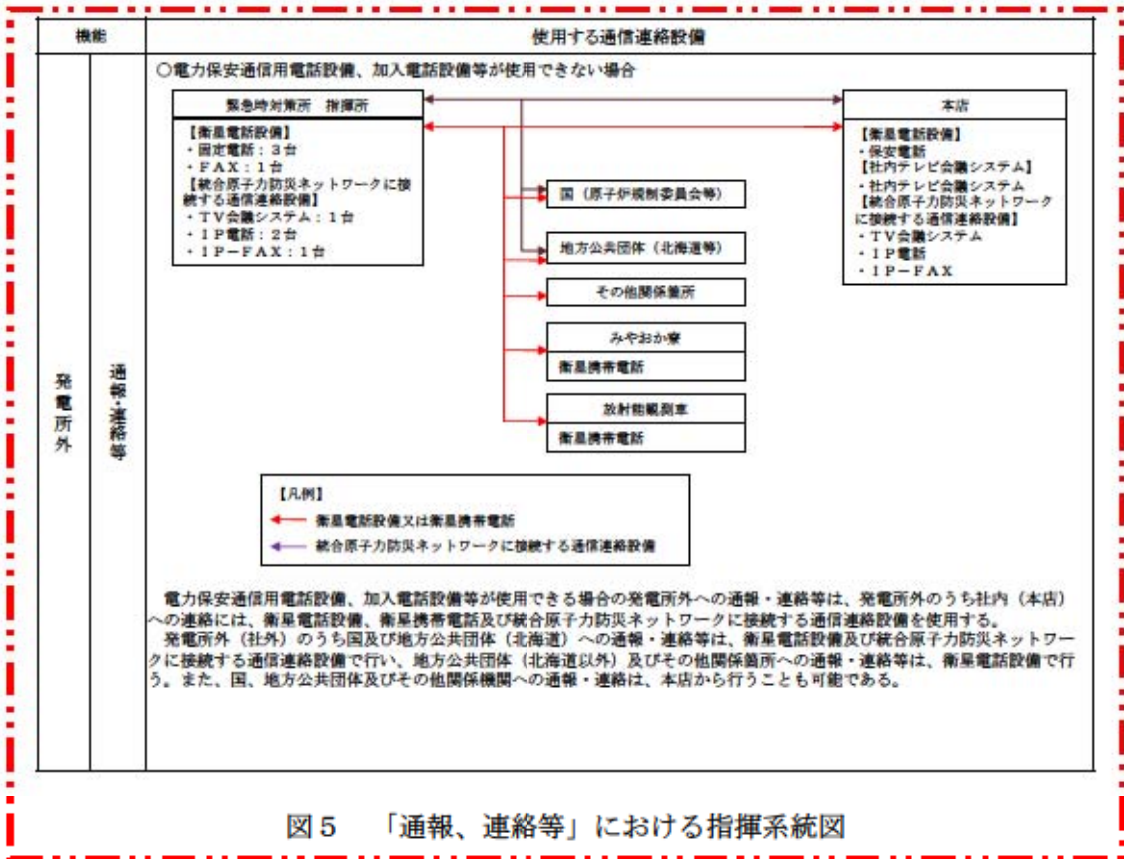 機能
使用する通信連絡設備
発電所外
通報・連絡等
○電力保安通信用電話設備、加入電話設備等が使用できない場合
緊急時対策所 指揮所
【衛星電話設備】
・固定電話：3台
・FAX：1台
【統合原子力防災ネットワークに接
続する通信連絡設備】
・TV会議システム：1台
・IP電話：2台
・IP－FAX：1台
本店
【衛星電話設備】
・保安電話
【社内テレビ会議システム】
・社内テレビ会議システム
【統合原子力防災ネットワーク
に接続する通信連絡設備】
・TV会議システム
・IP電話
・IP－FAX
国（原子炉規制委員会等）
地方公共団体（北海道等）
その他関係箇所
みやおか寮
衛星携帯電話
放射能観測車
衛星携帯電話
【凡例】
衛星電話設備又は衛星携帯電話
統合原子力防災ネットワークに接続する通信連絡設備
電力保安通信用電話設備、加入電話設備等が使用できる場合の発電所外への通報・連絡等は、発電所外のうち社内（本店）
への連絡には、衛星電話設備、衛星携帯電話及び統合原子力防災ネットワークに接続する通信連絡設備を使用する。
発電所外（社外）のうち国及び地方公共団体（北海道）への通報・連絡等は、衛星電話設備及び統合原子力防災ネットワー
クに接続する通信連絡設備で行い、地方公共団体（北海道以外）及びその他関係箇所への通報・連絡等は、衛星電話設備で行
う。また、国、地方公共団体及びその他関係機関への通報・連絡は、本店から行うことも可能である。
図5 「通報、連絡等」における指揮系統図